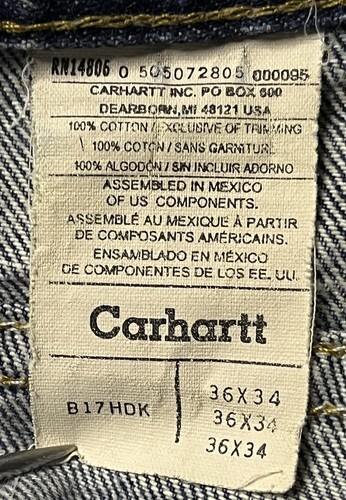 RN14806 0 505072805 000095
CARHARTT INC. PO BOX 600
DEARBORN, MI 48121 USA
100% COTTON / EXCLUSIVE OF TRIMMING
100% COTON / SANS GARNITURE
100% ALGODÓN / SIN INCLUIR ADORNO
ASSEMBLED IN MEXICO
OF US COMPONENTS.
ASSEMBLÉ AU MEXIQUE À PARTIR
DE COMPOSANTS AMÉRICAINS.
ENSAMBLADO EN MÉXICO
DE COMPONENTES DE LOS EE. UU.
Carhartt
B17HDK
36X34
36X34
36X34